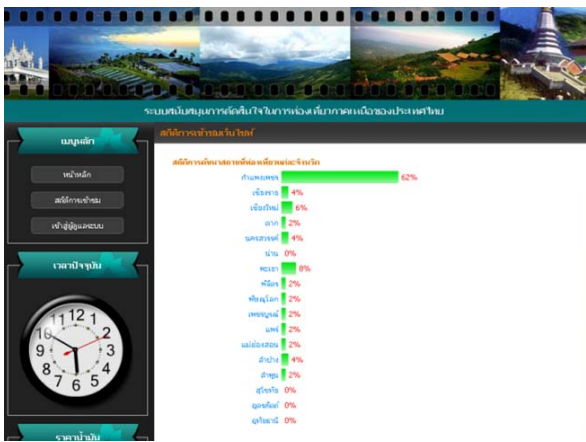 ระบบสนับสนุนการตัดสินใจในการท่องเที่ยวภาคเหนือของประเทศไทย
เมนูหลัก
หน้าหลัก
สถิติการเข้าชม
เข้าสู่ผู้ดูแลระบบ
เวลาปัจจุบัน
12
1
2
3
4
5
6
7
8
9
10
11
ราคาน้ำมัน
สถิติการเข้าชมเว็บไซต์
สถิติการค้นหาสถานที่ท่องเที่ยวแต่ละจังหวัด
กำแพงเพชร 62%
เชียงราย 4%
เชียงใหม่ 6%
ตาก 2%
นครสวรรค์ 4%
น่าน 0%
พะเยา 8%
พิจิตร 2%
พิษณุโลก 2%
เพชรบูรณ์ 2%
แพร่ 2%
แม่ฮ่องสอน 2%
ลำปาง 4%
ลำพูน 2%
สุโขทัย 0%
อุตรดิตถ์ 0%
อุทัยธานี 0%